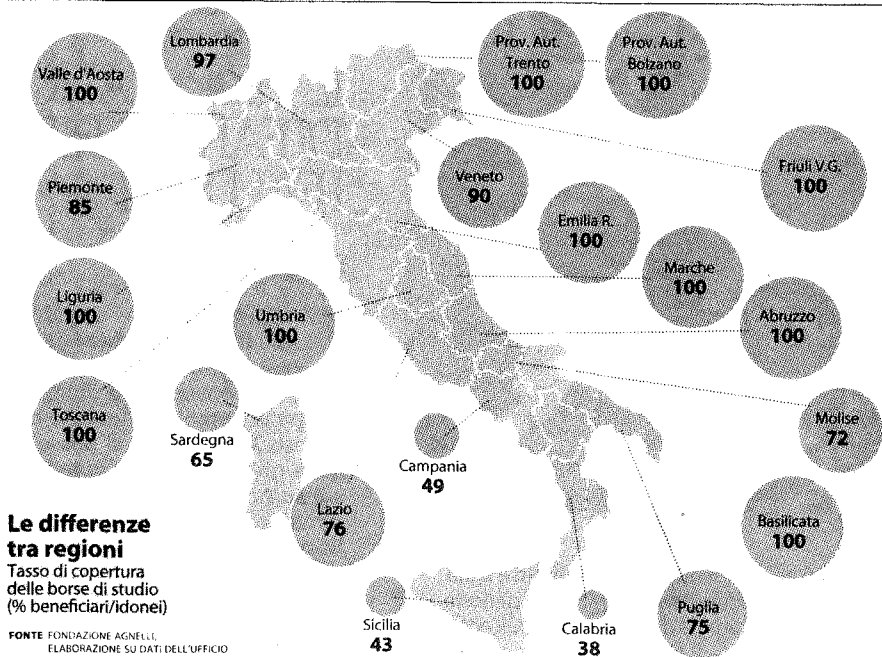 Lombardia
97
Prov. Aut.
Trento
100
Prov. Aut.
Bolzano
100
Valle d'Aosta
100
Friuli V.G.
100
Piemonte
85
Veneto
90
Emilia R.
100
Marche
100
Liguria
100
Umbria
100
Abruzzo
100
Toscana
100
Sardegna
65
Campania
49
Molise
72
Lazio
76
Basilicata
100
Sicilia
43
Calabria
38
Puglia
75
Le differenze
tra regioni
Tasso di copertura
delle borse di studio
(% beneficiari/idonei)
FONTE FONDAZIONE AGNELLI,
ELABORAZIONE SU DATI DELL'UFFICIO